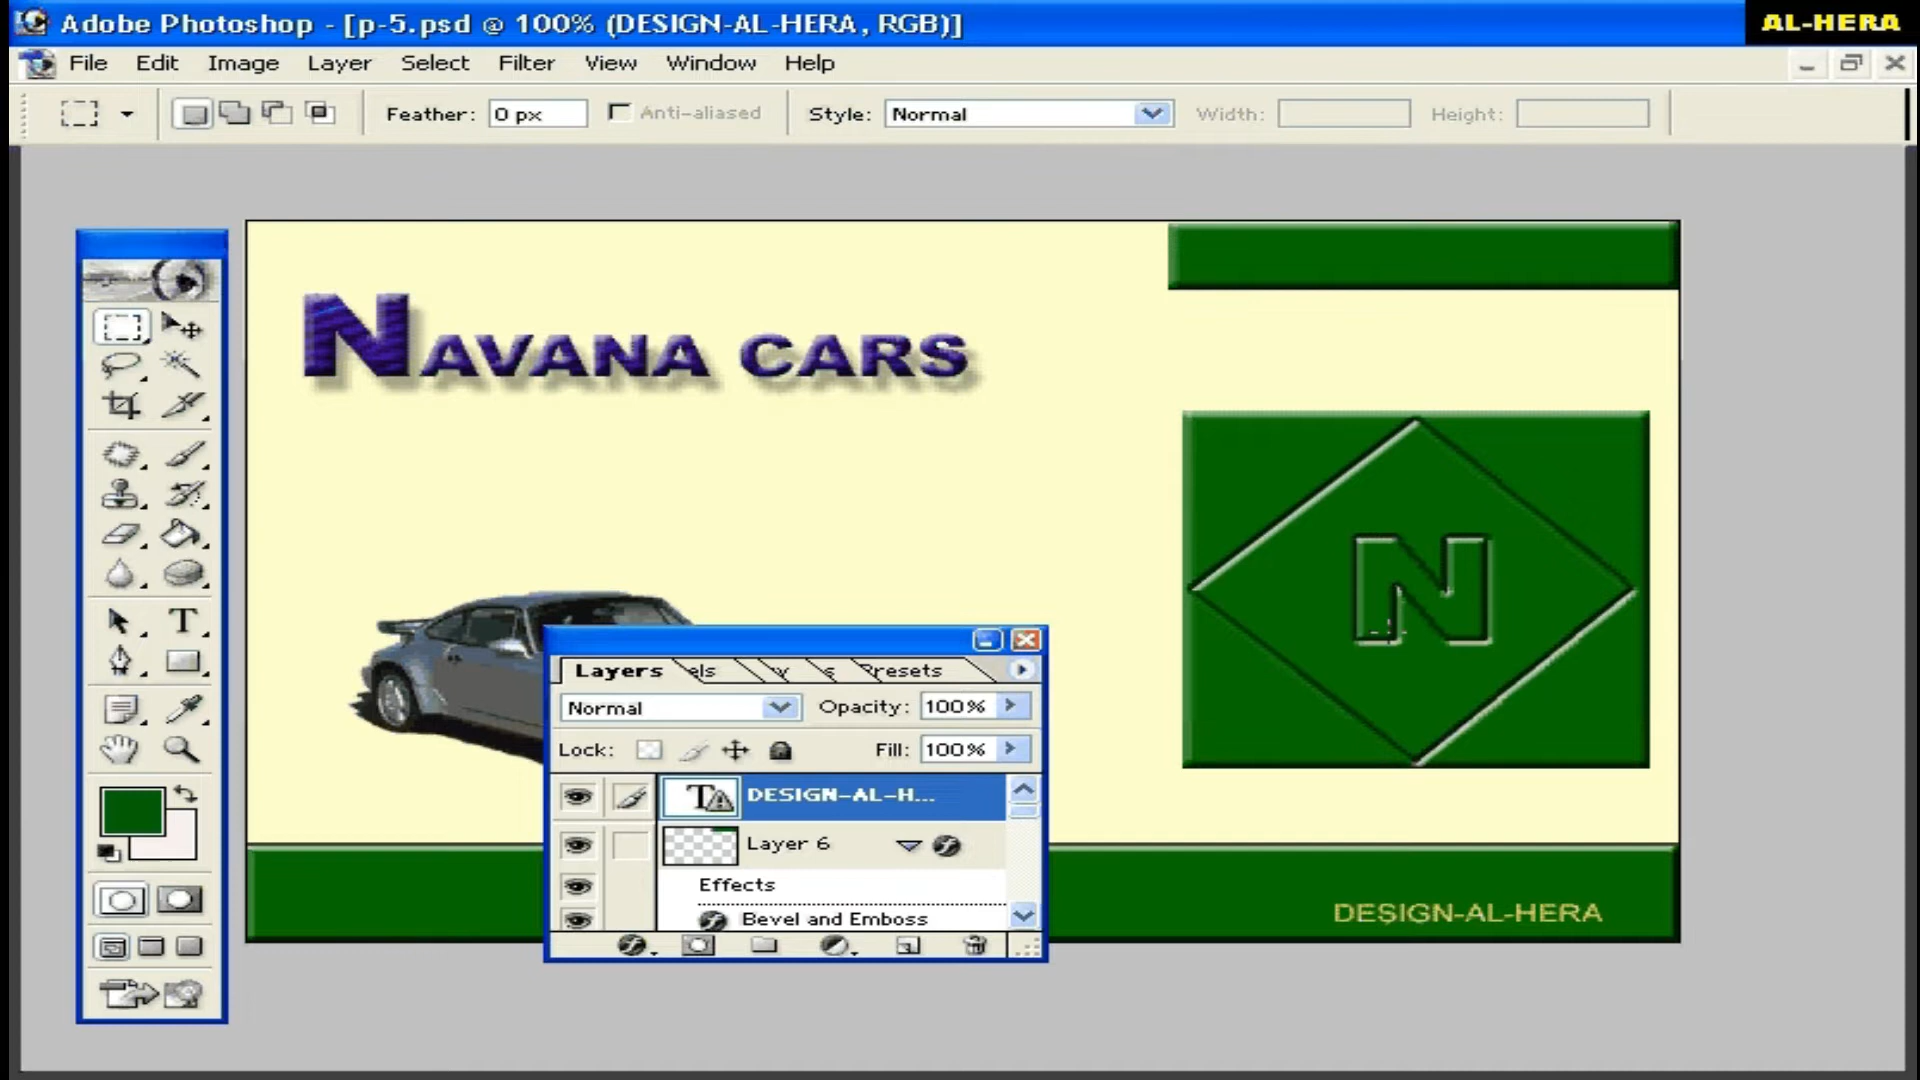 Adobe Photoshop - [p-5.psd @ 100% (DESIGN-AL-HERA, RGB)]
AL-HERA
File Edit Image Layer Select Filter View Window Help
Feather: 0 px Anti-aliased Style: Normal Width: Height:
NAVANA CARS
N
Layers els y s Presets
Normal Opacity: 100%
Lock: Fill: 100%
T DESIGN-AL-H...
Layer 6
Effects
Bevel and Emboss
DESIGN-AL-HERA